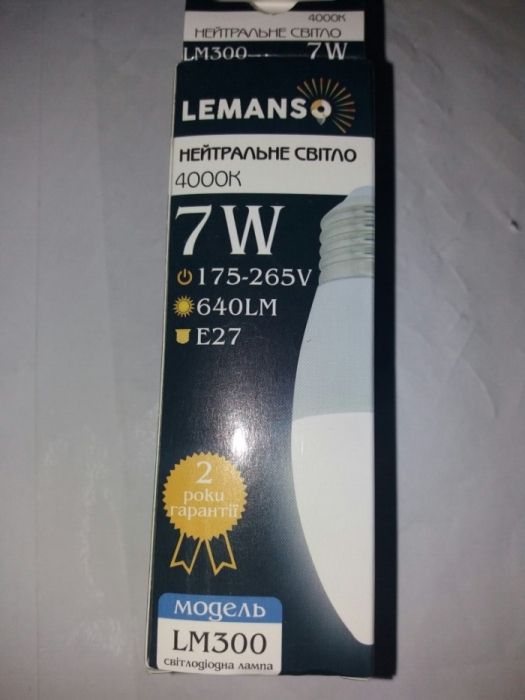 4000K
НЕЙТРАЛЬНЕ СВІТЛО
LM300
7W
LEMANSO
НЕЙТРАЛЬНЕ СВІТЛО
4000K
7W
175-265V
640LM
E27
2
роки
гарантії
МОДЕЛЬ
LM300
СВІТЛОДІОДНА ЛАМПА